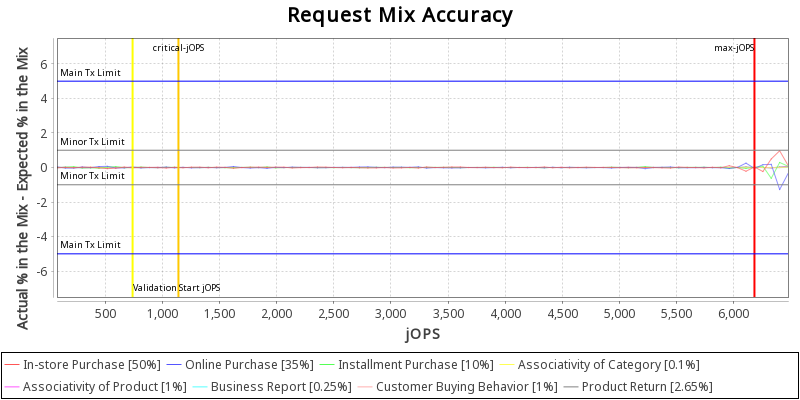 Request Mix Accuracy
critical-jOPS
max-jOPS
Main Tx Limit
Minor Tx Limit
Minor Tx Limit
Main Tx Limit
Validation Start jOPS
Actual % in the Mix - Expected % in the Mix
6
4
2
0
-2
-4
-6
500 1,000 1,500 2,000 2,500 3,000 3,500 4,000 4,500 5,000 5,500 6,000
jOPS
In-store Purchase [50%] Online Purchase [35%] Installment Purchase [10%] Associativity of Category [0.1%]
Associativity of Product [1%] Business Report [0.25%] Customer Buying Behavior [1%] Product Return [2.65%]